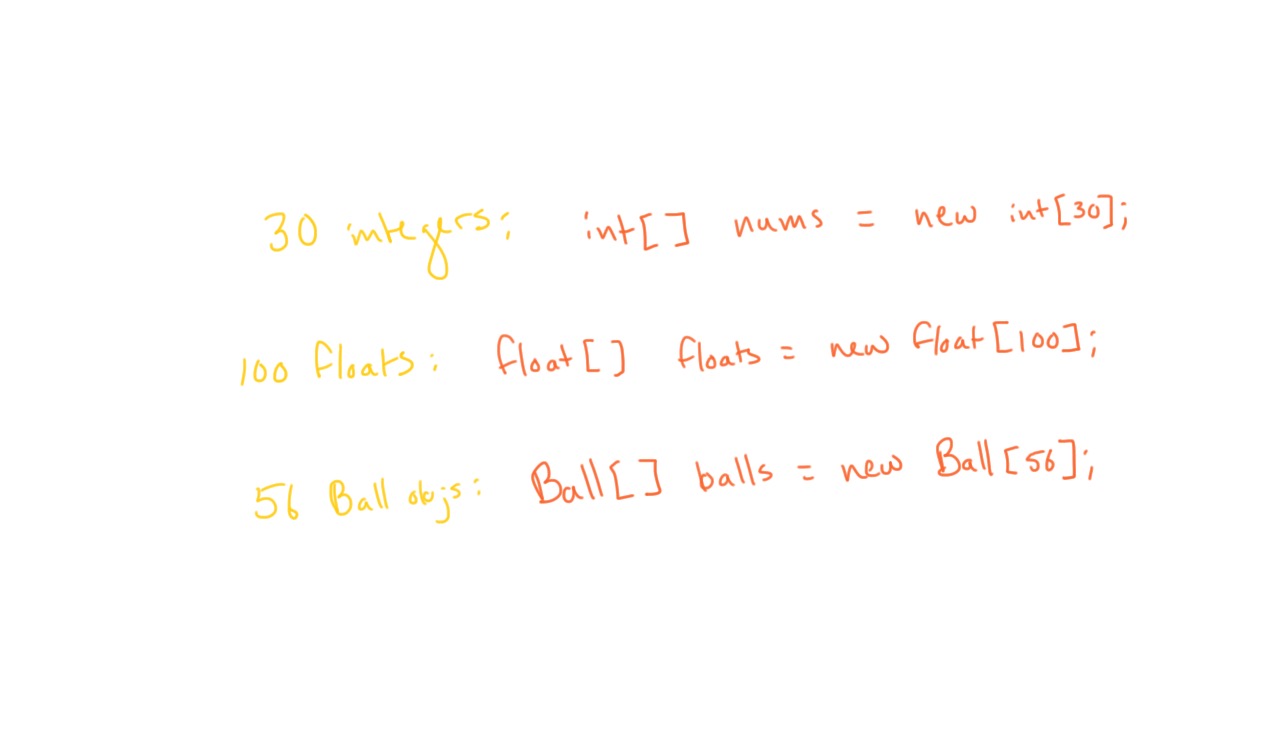 30 integers: int[] nums = new int[30];
100 floats: float[] floats = new float[100];
56 Ball objs: Ball[] balls = new Ball[56];